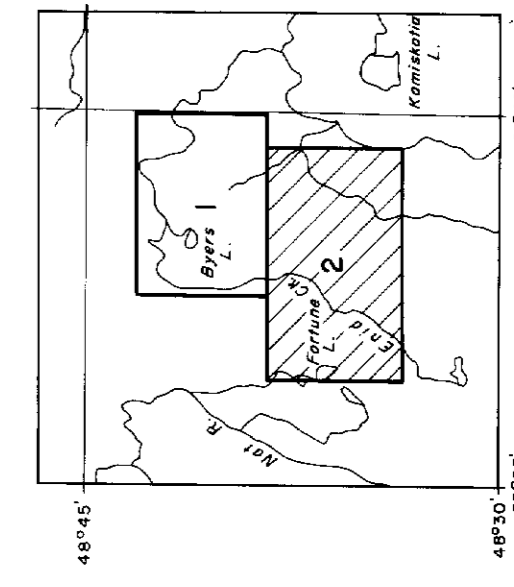 48°45'
Kamiskotia
L.
1
Byers
L.
2
Ck.
Fortune
L.
Enid
Nat R.
48°30'